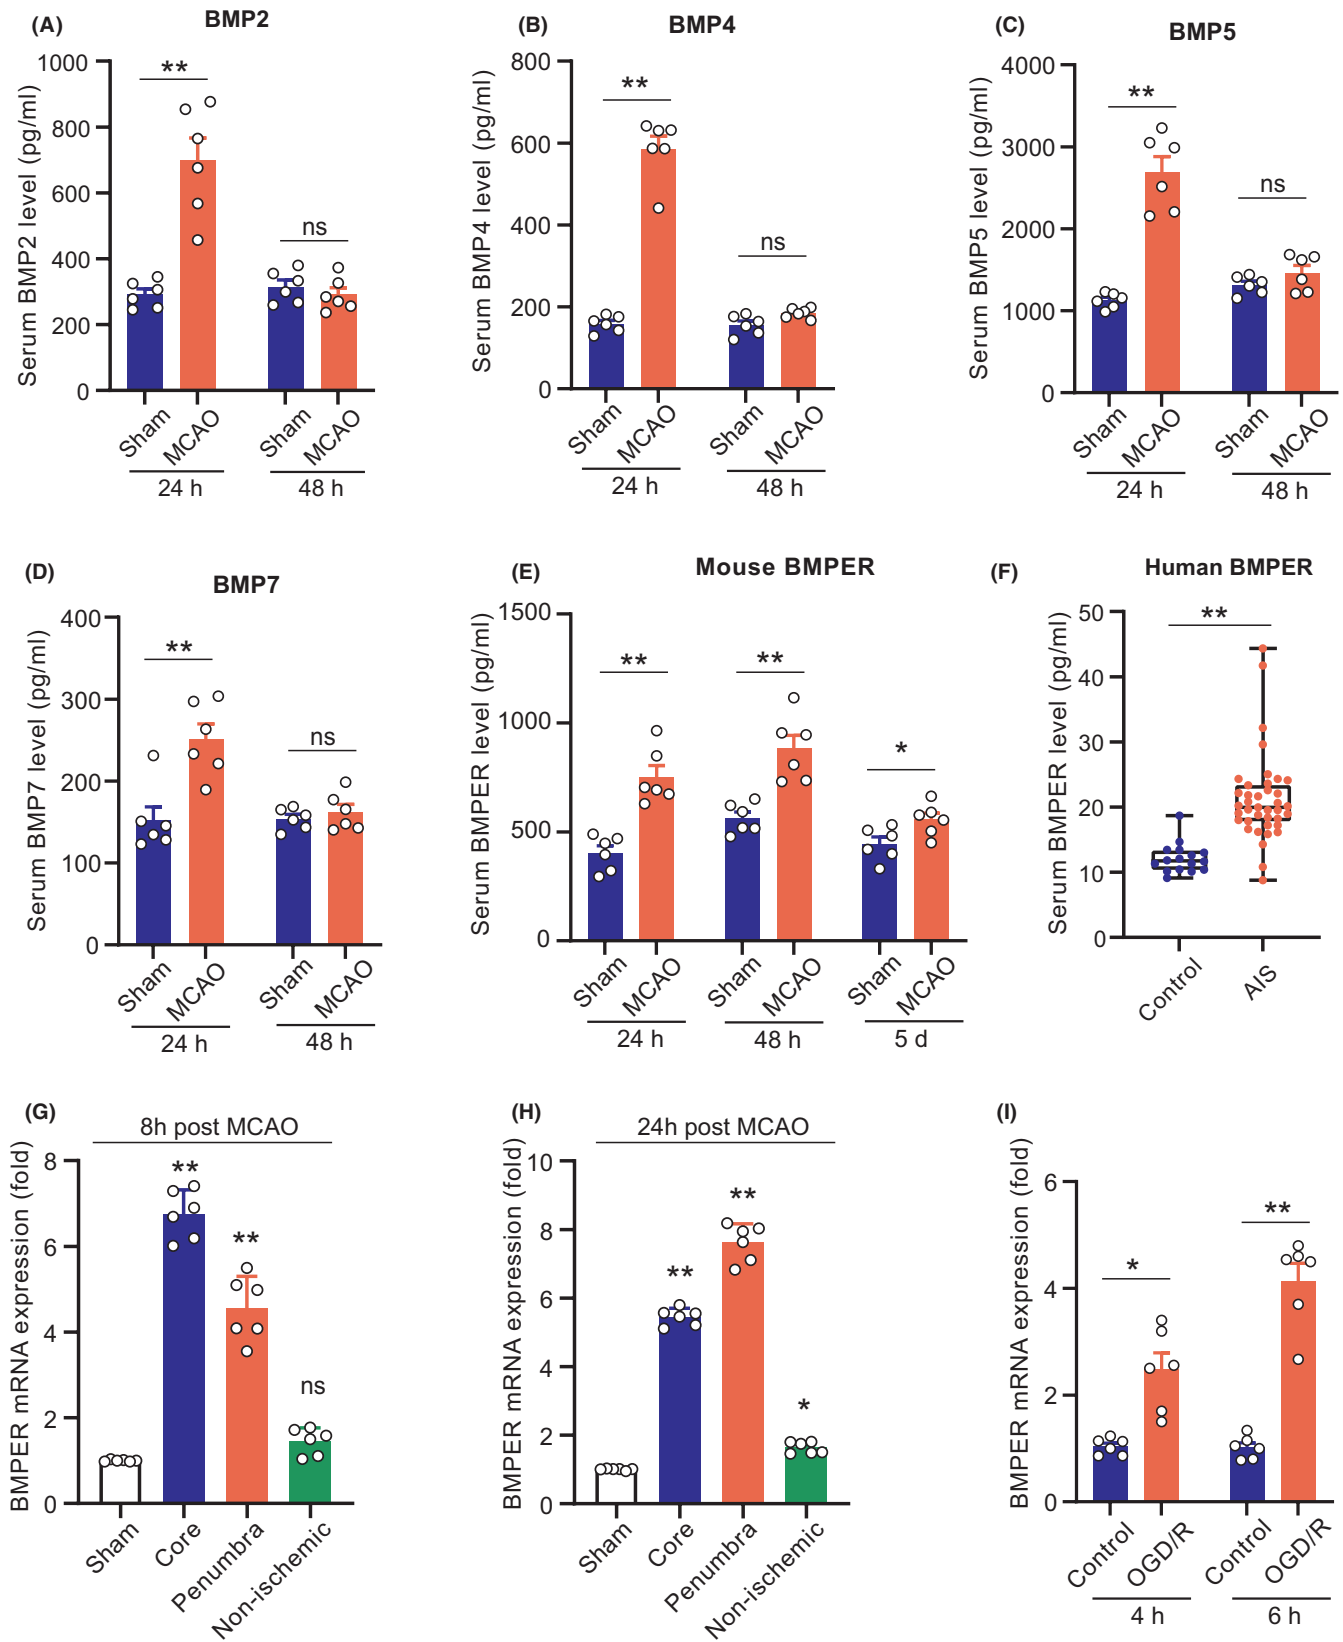 (A)
BMP2
Serum BMP2 level (pg/ml)
1000
800
600
400
200
0
**
ns
Sham
MCAO
Sham
MCAO
24 h
48 h
(B)
BMP4
Serum BMP4 level (pg/ml)
800
600
400
200
0
**
ns
Sham
MCAO
Sham
MCAO
24 h
48 h
(C)
BMP5
Serum BMP5 level (pg/ml)
4000
3000
2000
1000
0
**
ns
Sham
MCAO
Sham
MCAO
24 h
48 h
(D)
BMP7
Serum BMP7 level (pg/ml)
400
300
200
100
0
**
ns
Sham
MCAO
Sham
MCAO
24 h
48 h
(E)
Mouse BMPER
Serum BMPER level (pg/ml)
1500
1000
500
0
**
**
*
Sham
MCAO
Sham
MCAO
Sham
MCAO
24 h
48 h
5 d
(F)
Human BMPER
Serum BMPER level (pg/ml)
50
40
30
20
10
0
**
Control
AIS
(G)
8h post MCAO
BMPER mRNA expression (fold)
8
6
4
2
0
**
**
ns
Sham
Core
Penumbra
Non-ischemic
(H)
24h post MCAO
BMPER mRNA expression (fold)
10
8
6
4
2
0
**
**
*
Sham
Core
Penumbra
Non-ischemic
(I)
BMPER mRNA expression (fold)
6
4
2
0
*
**
Control
OGD/R
Control
OGD/R
4 h
6 h